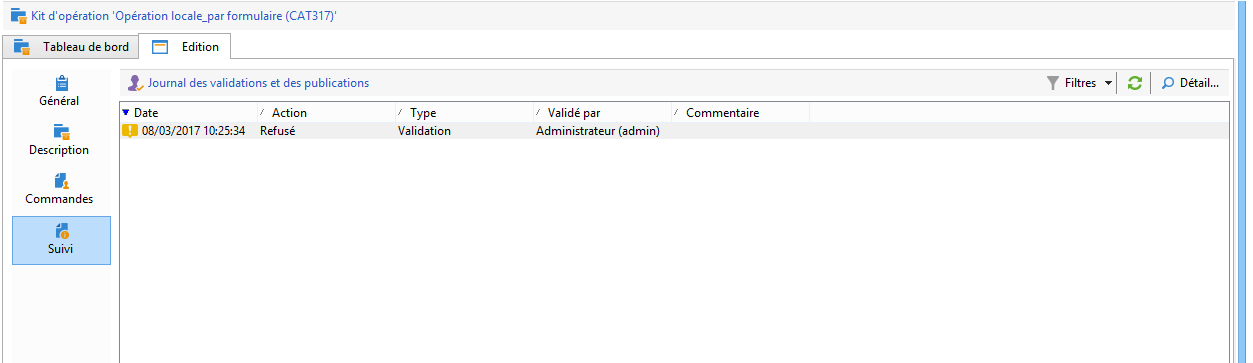 Kit d'opération 'Opération locale_par formulaire (CAT317)'
Tableau de bord Edition
Général
Description
Commandes
Suivi
Journal des validations et des publications Filtres Détail...
Date Action Type Validé par Commentaire
08/03/2017 10:25:34 Refusé Validation Administrateur (admin)